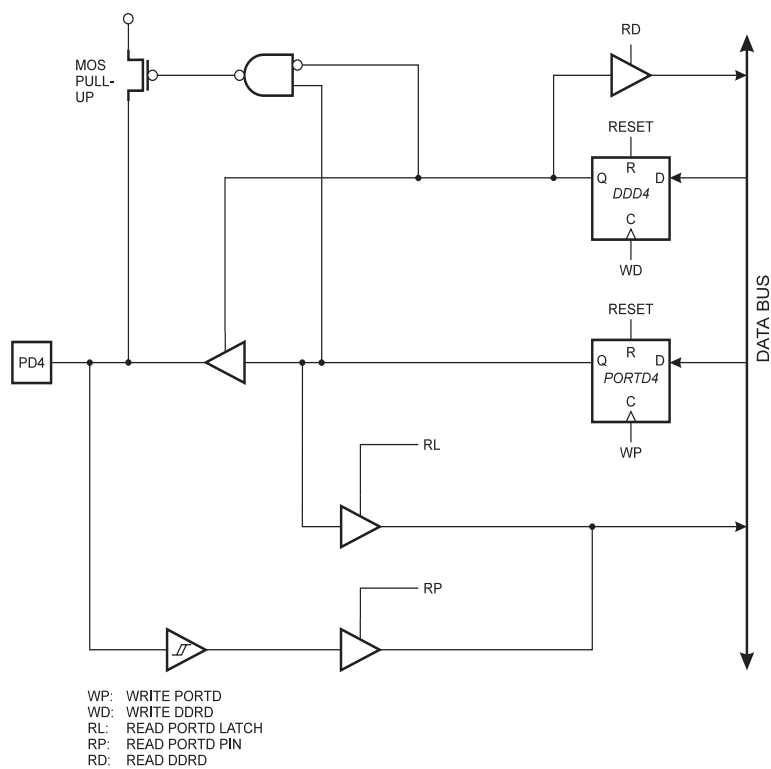 RD
MOS
PULL-
UP
RESET
R
Q
D
DDD4
C
WD
DATA BUS
RESET
R
Q
D
PD4
PORTD4
C
WP
RL
RP
WP: WRITE PORTD
WD: WRITE DDRD
RL: READ PORTD LATCH
RP: READ PORTD PIN
RD: READ DDRD